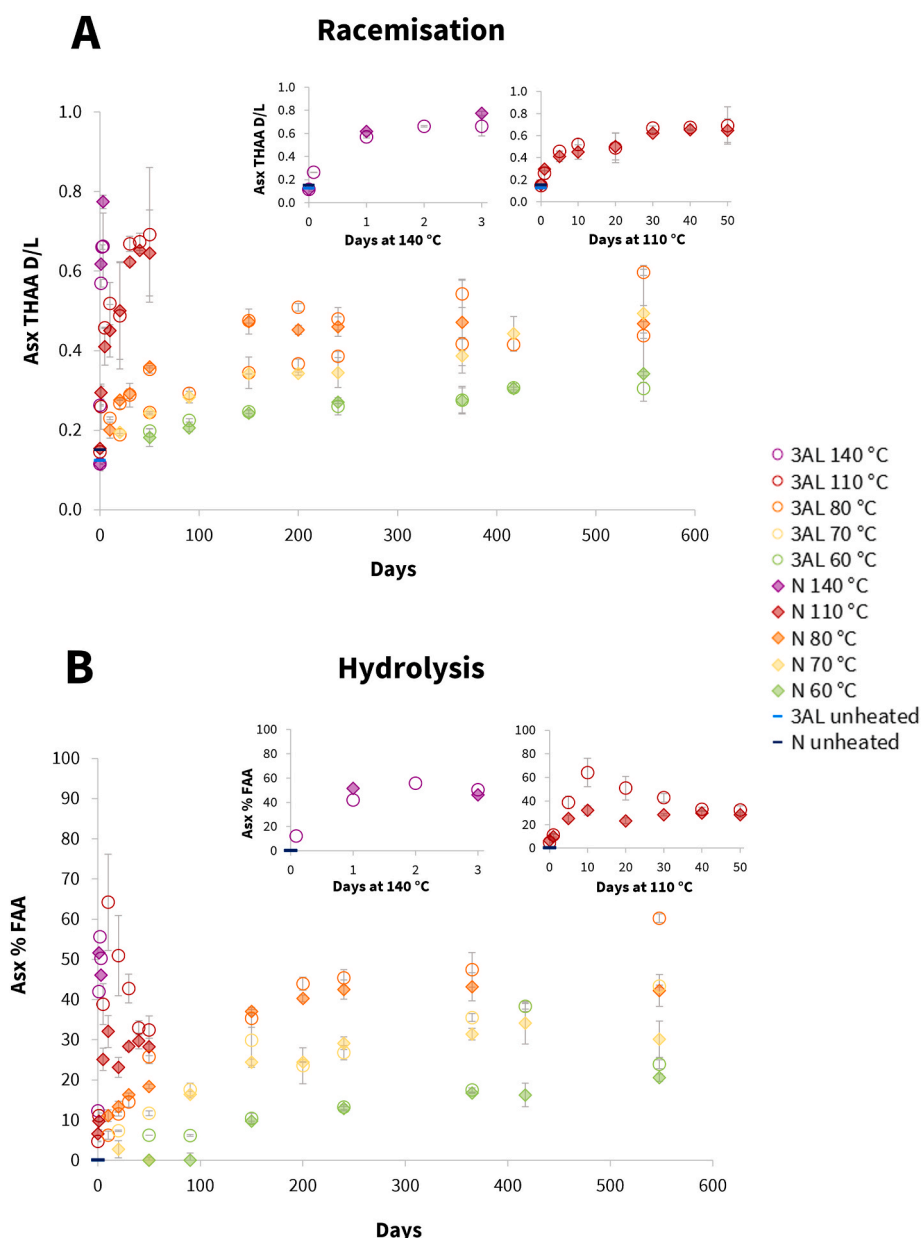 A
Racemisation
Asx THAA D/L
1.0
0.8
0.6
0.4
0.2
0.0
0 1 2 3
Days at 140 °C
1.0
0.8
0.6
0.4
0.2
0.0
0 10 20 30 40 50
Days at 110 °C
Asx THAA D/L
1.0
0.8
0.6
0.4
0.2
0.0
0 100 200 300 400 500 600
Days
3AL 140 °C
3AL 110 °C
3AL 80 °C
3AL 70 °C
3AL 60 °C
N 140 °C
N 110 °C
N 80 °C
N 70 °C
N 60 °C
3AL unheated
N unheated
B
Hydrolysis
Asx % FAA
100
80
60
40
20
0
0 1 2 3
Days at 140 °C
100
80
60
40
20
0
0 10 20 30 40 50
Days at 110 °C
Asx % FAA
100
90
80
70
60
50
40
30
20
10
0
0 100 200 300 400 500 600
Days